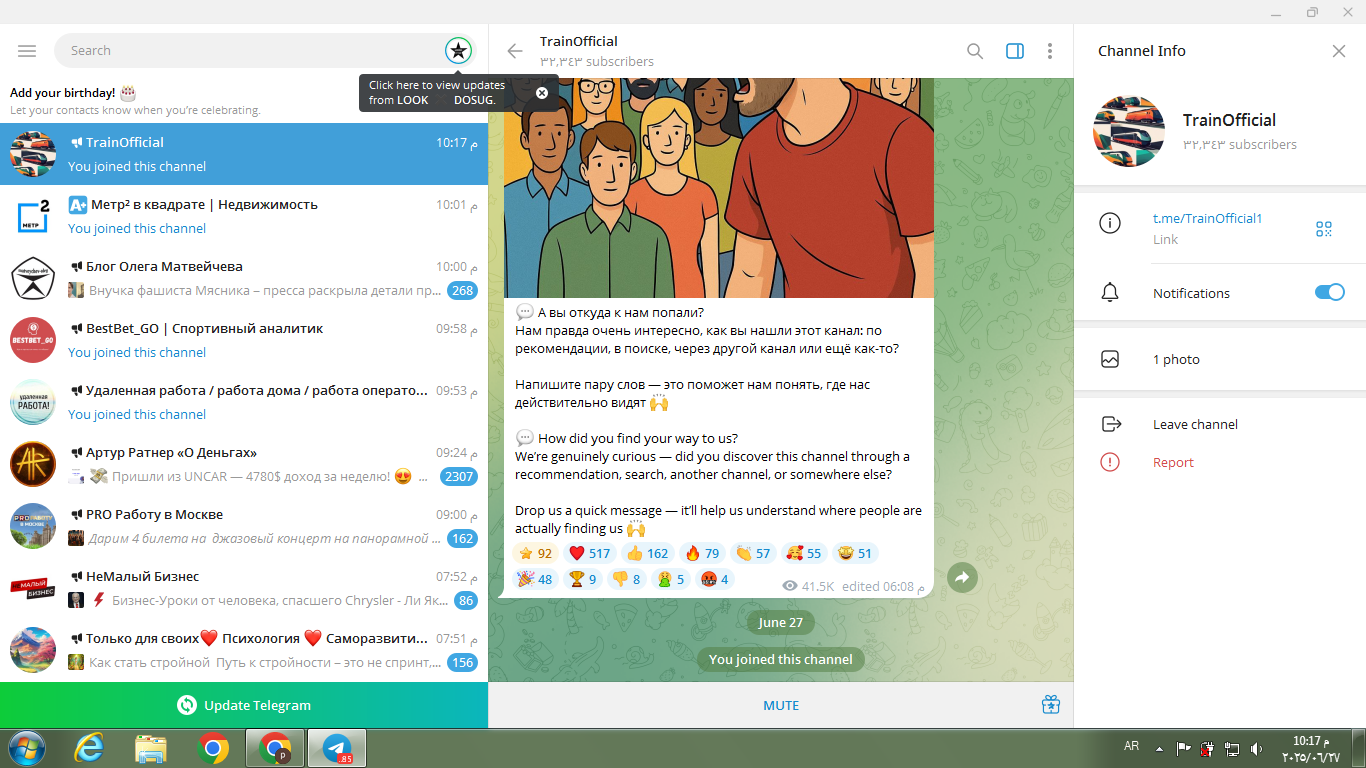 Search
Click here to view updates
from LOOK DOSUG.
Add your birthday! 🎂
Let your contacts know when you're celebrating.
TrainOfficial
10:17 م
You joined this channel
Метр² в квадрате | Недвижимость
10:01 م
You joined this channel
Блог Олега Матвейчева
10:00 م
Внучка фашиста Мясника – пресса раскрыла детали пр...
268
BestBet_GO | Спортивный аналитик
09:58 م
You joined this channel
Удаленная работа / работа дома / работа операто...
09:53 م
You joined this channel
Артур Ратнер «О Деньгах»
09:24 م
💸 Пришли из UNCAR — 4780$ доход за неделю! 😍 ...
2307
PRO Работу в Москве
09:00 م
Дарим 4 билета на джазовый концерт на панорамной ...
162
НеМалый Бизнес
07:52 م
⚡ Бизнес-Уроки от человека, спасшего Chrysler - Ли Як...
86
Только для своих❤️ Психология ❤️ Саморазвити...
07:51 م
Как стать стройной Путь к стройности – это не спринт,...
156
Update Telegram
МЕТР 2
BESTBET_GO
удаленная
РАБОТА!
AR
PRO РАБОТУ
В МОСКВЕ
МАЛЫЙ
БИЗНЕС
TrainOfficial
٣٢,٣٤٣ subscribers
💬 А вы откуда к нам попали?
Нам правда очень интересно, как вы нашли этот канал: по
рекомендации, в поиске, через другой канал или ещё как-то?
Напишите пару слов — это поможет нам понять, где нас
действительно видят 🙌
💬 How did you find your way to us?
We're genuinely curious — did you discover this channel through a
recommendation, search, another channel, or somewhere else?
Drop us a quick message — it'll help us understand where people are
actually finding us 🙌
⭐ 92 ❤️ 517 👍 162 🔥 79 👏 57 🥰 55 🤩 51
🎉 48 🏆 9 👎 8 🤮 5 🤬 4
41.5K edited 06:08 م
June 27
You joined this channel
MUTE
Channel Info
TrainOfficial
٣٢,٣٤٣ subscribers
t.me/TrainOfficial1
Link
Notifications
1 photo
Leave channel
Report
p
.85
AR
10:17 م
٢٠٢٥/٠٦/٢٧